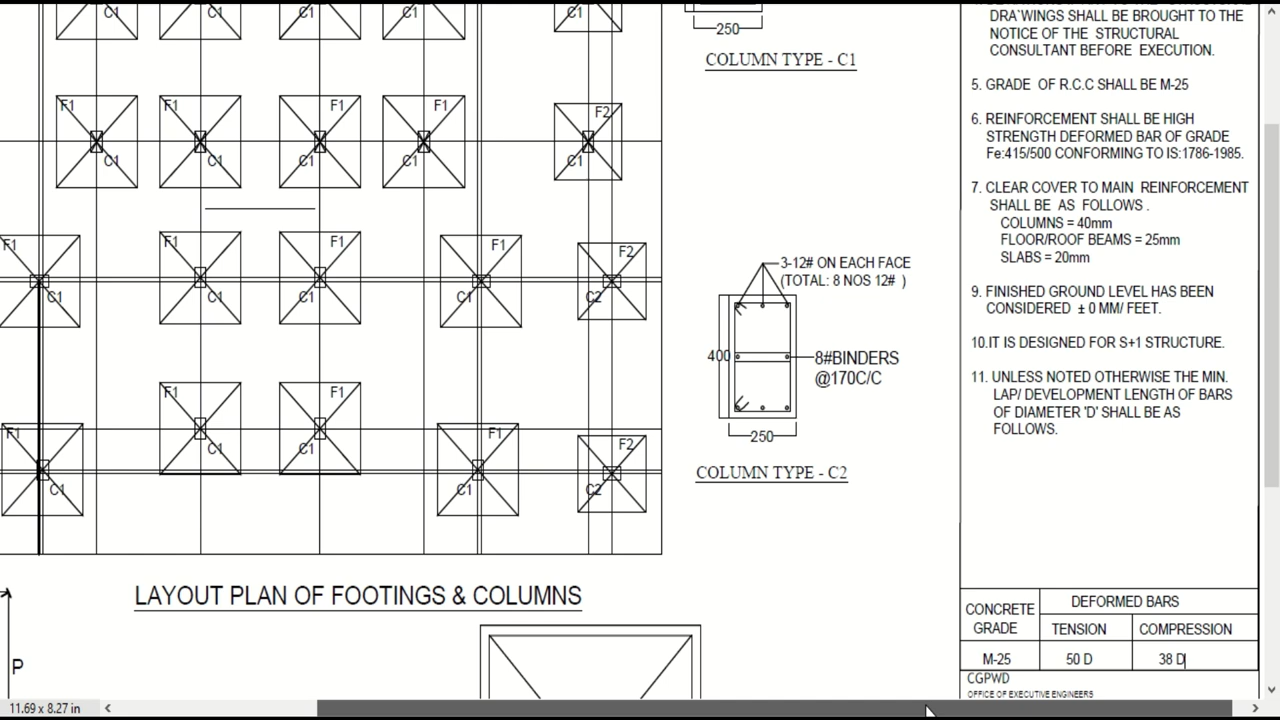 C1 C1 C1 C1 C1
250
COLUMN TYPE - C1
F1 F1 F1 F1 F2
C1 C1 C1 C1 C1
F1 F1 F1 F1 F2
C1 C1 C1 C1 C2
F1 F1
F1 F1 F2
C1 C1
C1 C1 C2
LAYOUT PLAN OF FOOTINGS & COLUMNS
P
3-12# ON EACH FACE
(TOTAL: 8 NOS 12# )
400
8#BINDERS
@170C/C
250
COLUMN TYPE - C2
DRA`WINGS SHALL BE BROUGHT TO THE
NOTICE OF THE STRUCTURAL
CONSULTANT BEFORE EXECUTION.
5. GRADE OF R.C.C SHALL BE M-25
6. REINFORCEMENT SHALL BE HIGH
STRENGTH DEFORMED BAR OF GRADE
Fe:415/500 CONFORMING TO IS:1786-1985.
7. CLEAR COVER TO MAIN REINFORCEMENT
SHALL BE AS FOLLOWS .
COLUMNS = 40mm
FLOOR/ROOF BEAMS = 25mm
SLABS = 20mm
9. FINISHED GROUND LEVEL HAS BEEN
CONSIDERED ± 0 MM/ FEET.
10.IT IS DESIGNED FOR S+1 STRUCTURE.
11. UNLESS NOTED OTHERWISE THE MIN.
LAP/ DEVELOPMENT LENGTH OF BARS
OF DIAMETER 'D' SHALL BE AS
FOLLOWS.
CONCRETE GRADE
DEFORMED BARS
TENSION COMPRESSION
M-25 50 D 38 D
CGPWD
OFFICE OF EXECUTIVE ENGINEERS
11.69 x 8.27 in